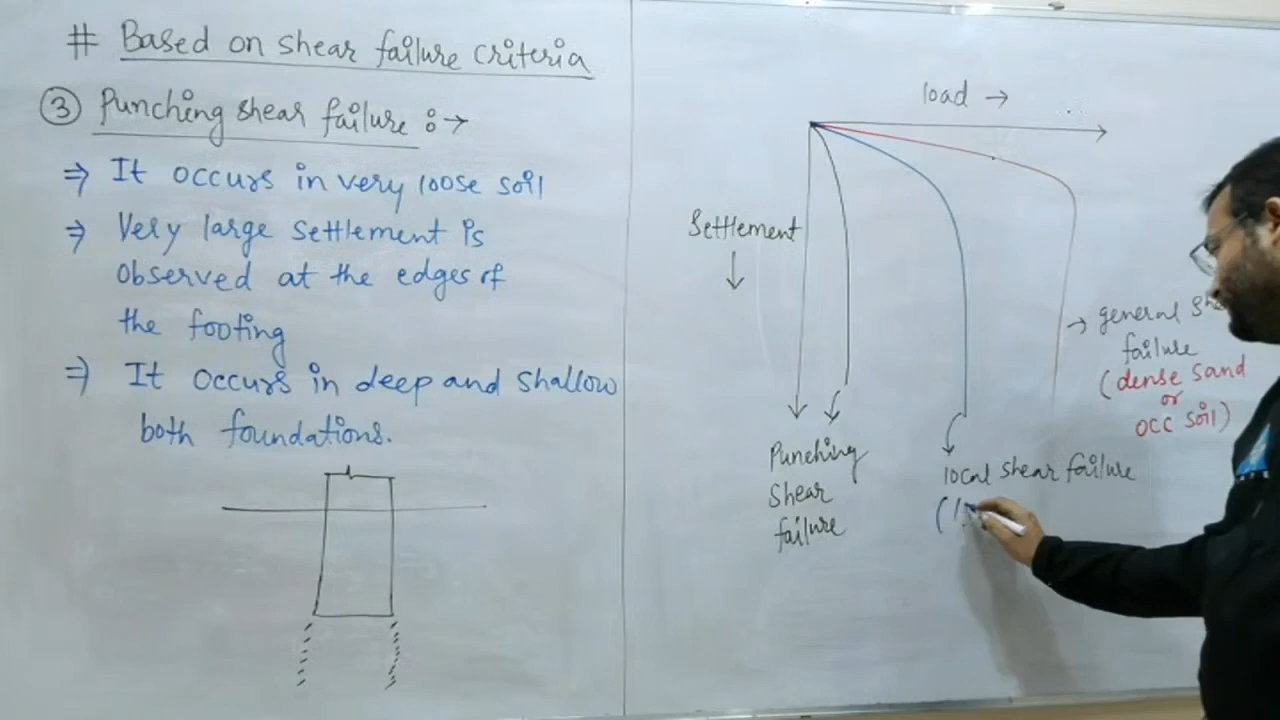 # Based on shear failure criteria
③ Punching shear failure :→
⇒ It occurs in very loose soil
⇒ Very large settlement is
observed at the edges of
the footing
⇒ It occurs in deep and shallow
both foundations.
load →
Settlement
↓
Punching
Shear
failure
local shear failure
(
→ general
failure
(dense sand
or
OCC soil)